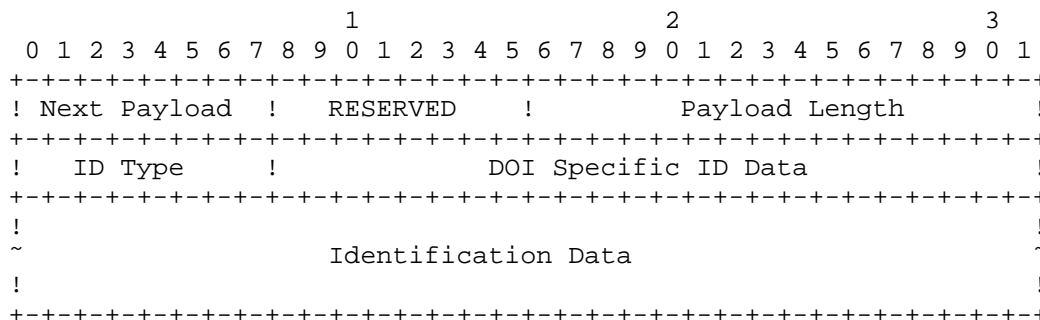 1                   2                   3
 0 1 2 3 4 5 6 7 8 9 0 1 2 3 4 5 6 7 8 9 0 1 2 3 4 5 6 7 8 9 0 1
+-+-+-+-+-+-+-+-+-+-+-+-+-+-+-+-+-+-+-+-+-+-+-+-+-+-+-+-+-+-+-+-+
! Next Payload  !   RESERVED    !         Payload Length        !
+-+-+-+-+-+-+-+-+-+-+-+-+-+-+-+-+-+-+-+-+-+-+-+-+-+-+-+-+-+-+-+-+
!   ID Type     !             DOI Specific ID Data              !
+-+-+-+-+-+-+-+-+-+-+-+-+-+-+-+-+-+-+-+-+-+-+-+-+-+-+-+-+-+-+-+-+
!                                                               !
~                   Identification Data                         ~
!                                                               !
+-+-+-+-+-+-+-+-+-+-+-+-+-+-+-+-+-+-+-+-+-+-+-+-+-+-+-+-+-+-+-+-+